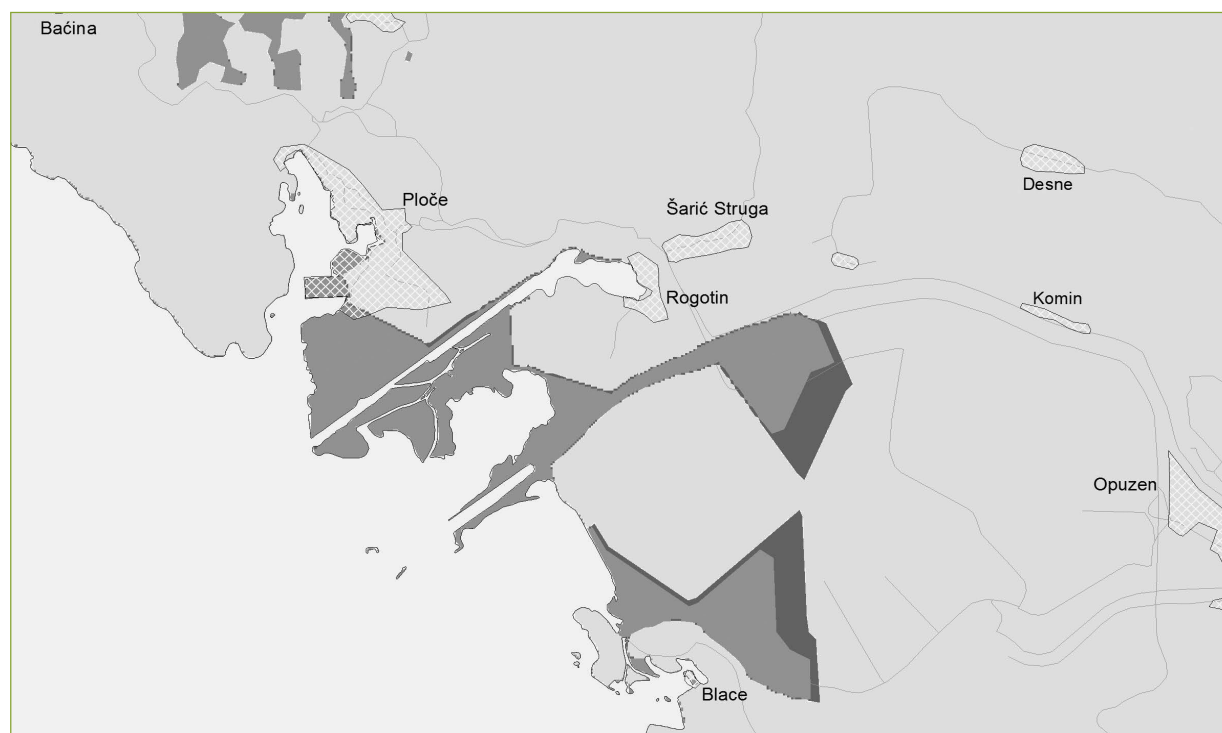 Baćina
Ploče
Desne
Šarić Struga
Rogotin
Komin
Opuzen
Blace